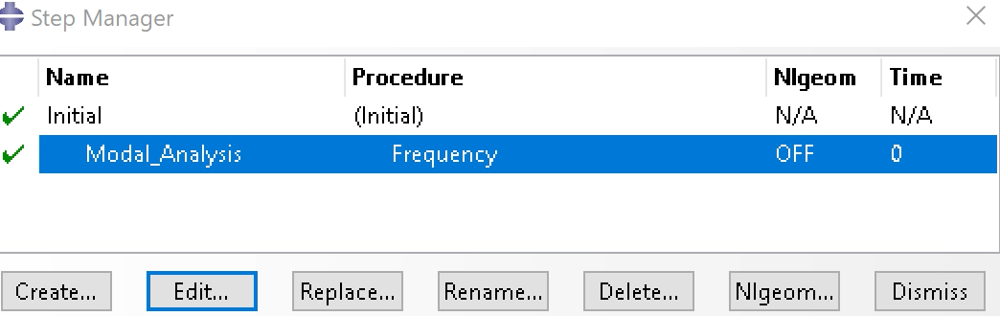 Step Manager
Name Procedure Nlgeom Time
Initial (Initial) N/A N/A
Modal_Analysis Frequency OFF 0
Create... Edit... Replace... Rename... Delete... Nlgeom... Dismiss